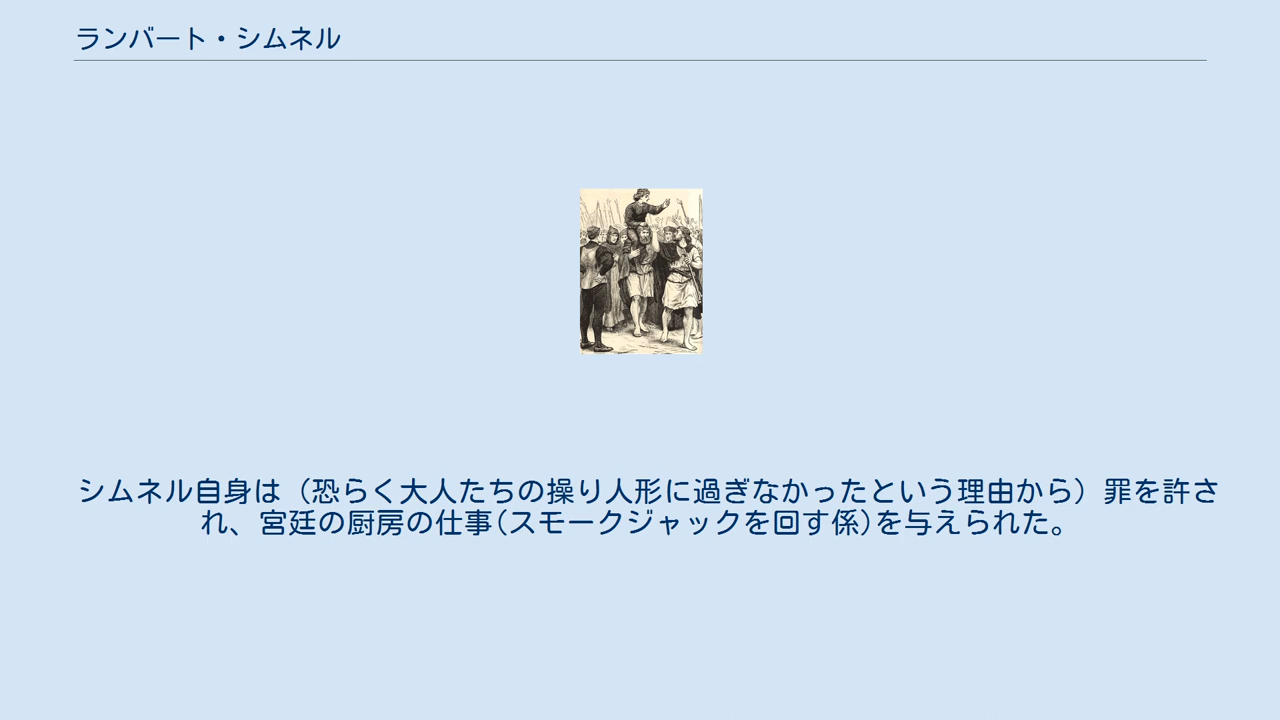 ランバート・シムネル
シムネル自身は（恐らく大人たちの操り人形に過ぎなかったという理由から）罪を許さ
れ、宮廷の厨房の仕事(スモークジャックを回す係)を与えられた。